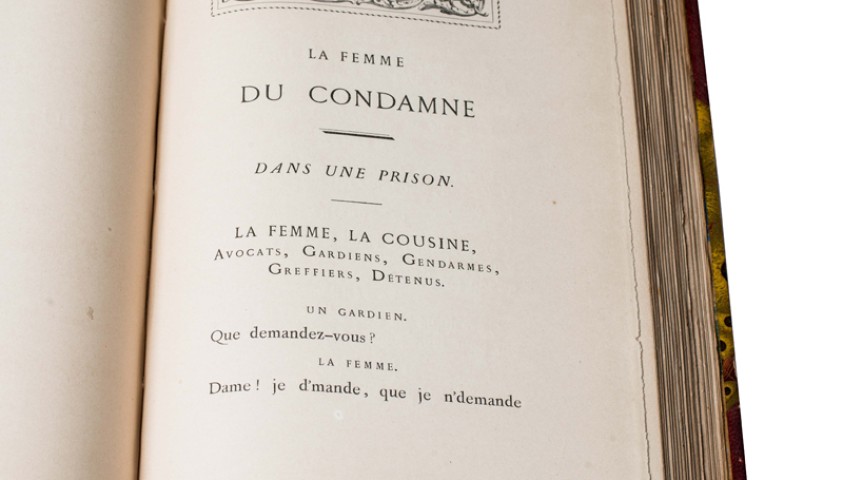 LA FEMME
DU CONDAMNE
DANS UNE PRISON.
LA FEMME, LA COUSINE,
AVOCATS, GARDIENS, GENDARMES,
GREFFIERS, DETENUS.
UN GARDIEN.
Que demandez-vous ?
LA FEMME.
Dame ! je d'mande, que je n'demande